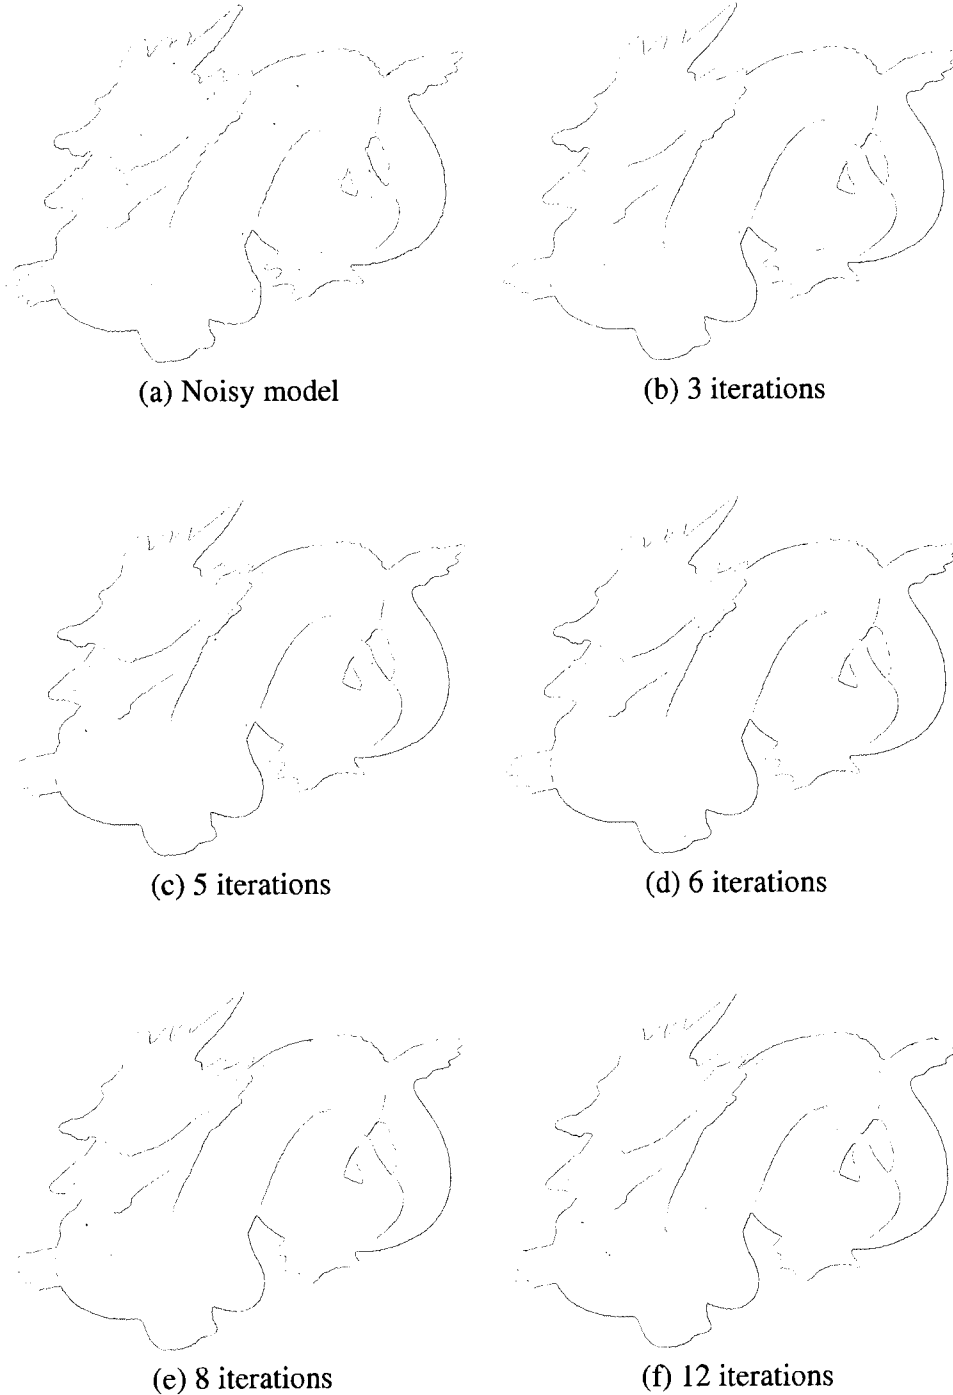 (a) Noisy model
(b) 3 iterations
(c) 5 iterations
(d) 6 iterations
(e) 8 iterations
(f) 12 iterations